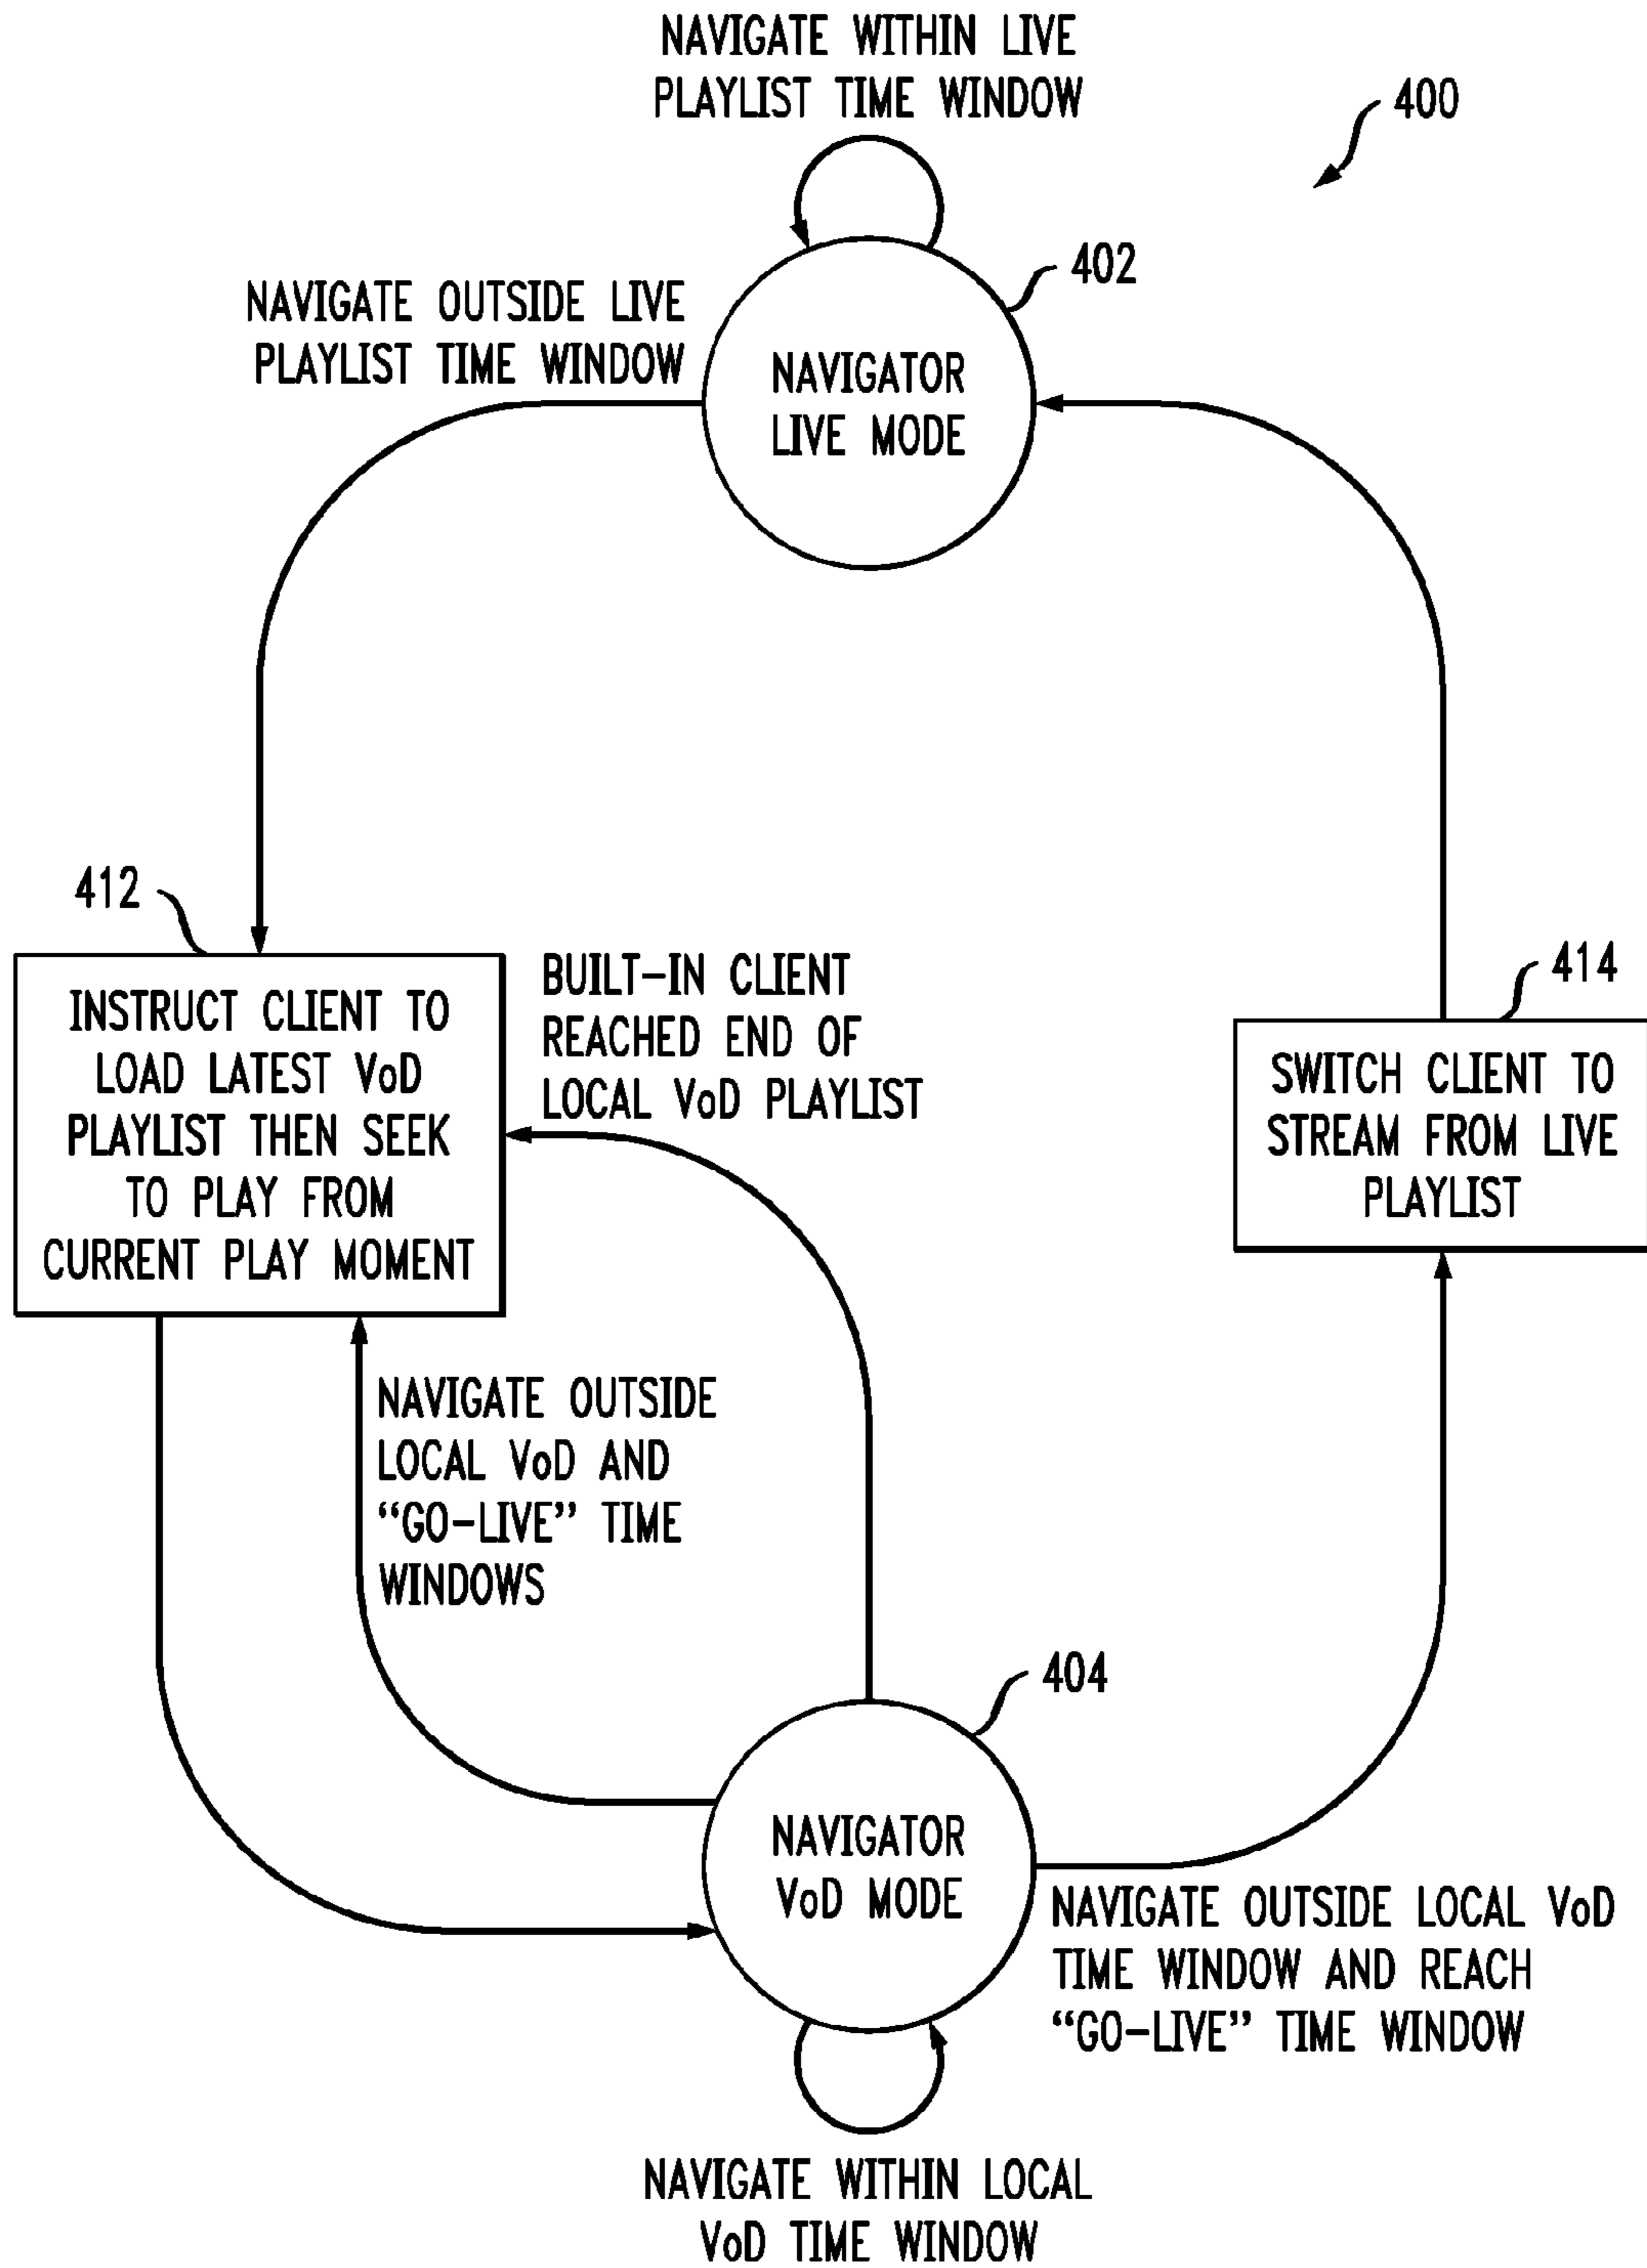 NAVIGATE WITHIN LIVE
PLAYLIST TIME WINDOW
400
402
NAVIGATE OUTSIDE LIVE
PLAYLIST TIME WINDOW
NAVIGATOR
LIVE MODE
412
INSTRUCT CLIENT TO
LOAD LATEST VoD
PLAYLIST THEN SEEK
TO PLAY FROM
CURRENT PLAY MOMENT
BUILT-IN CLIENT
REACHED END OF
LOCAL VoD PLAYLIST
414
SWITCH CLIENT TO
STREAM FROM LIVE
PLAYLIST
NAVIGATE OUTSIDE
LOCAL VoD AND
“GO-LIVE” TIME
WINDOWS
404
NAVIGATOR
VoD MODE
NAVIGATE OUTSIDE LOCAL VoD
TIME WINDOW AND REACH
“GO-LIVE” TIME WINDOW
NAVIGATE WITHIN LOCAL
VoD TIME WINDOW